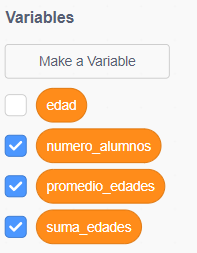 Variables
Make a Variable
edad
numero_alumnos
promedio_edades
suma_edades